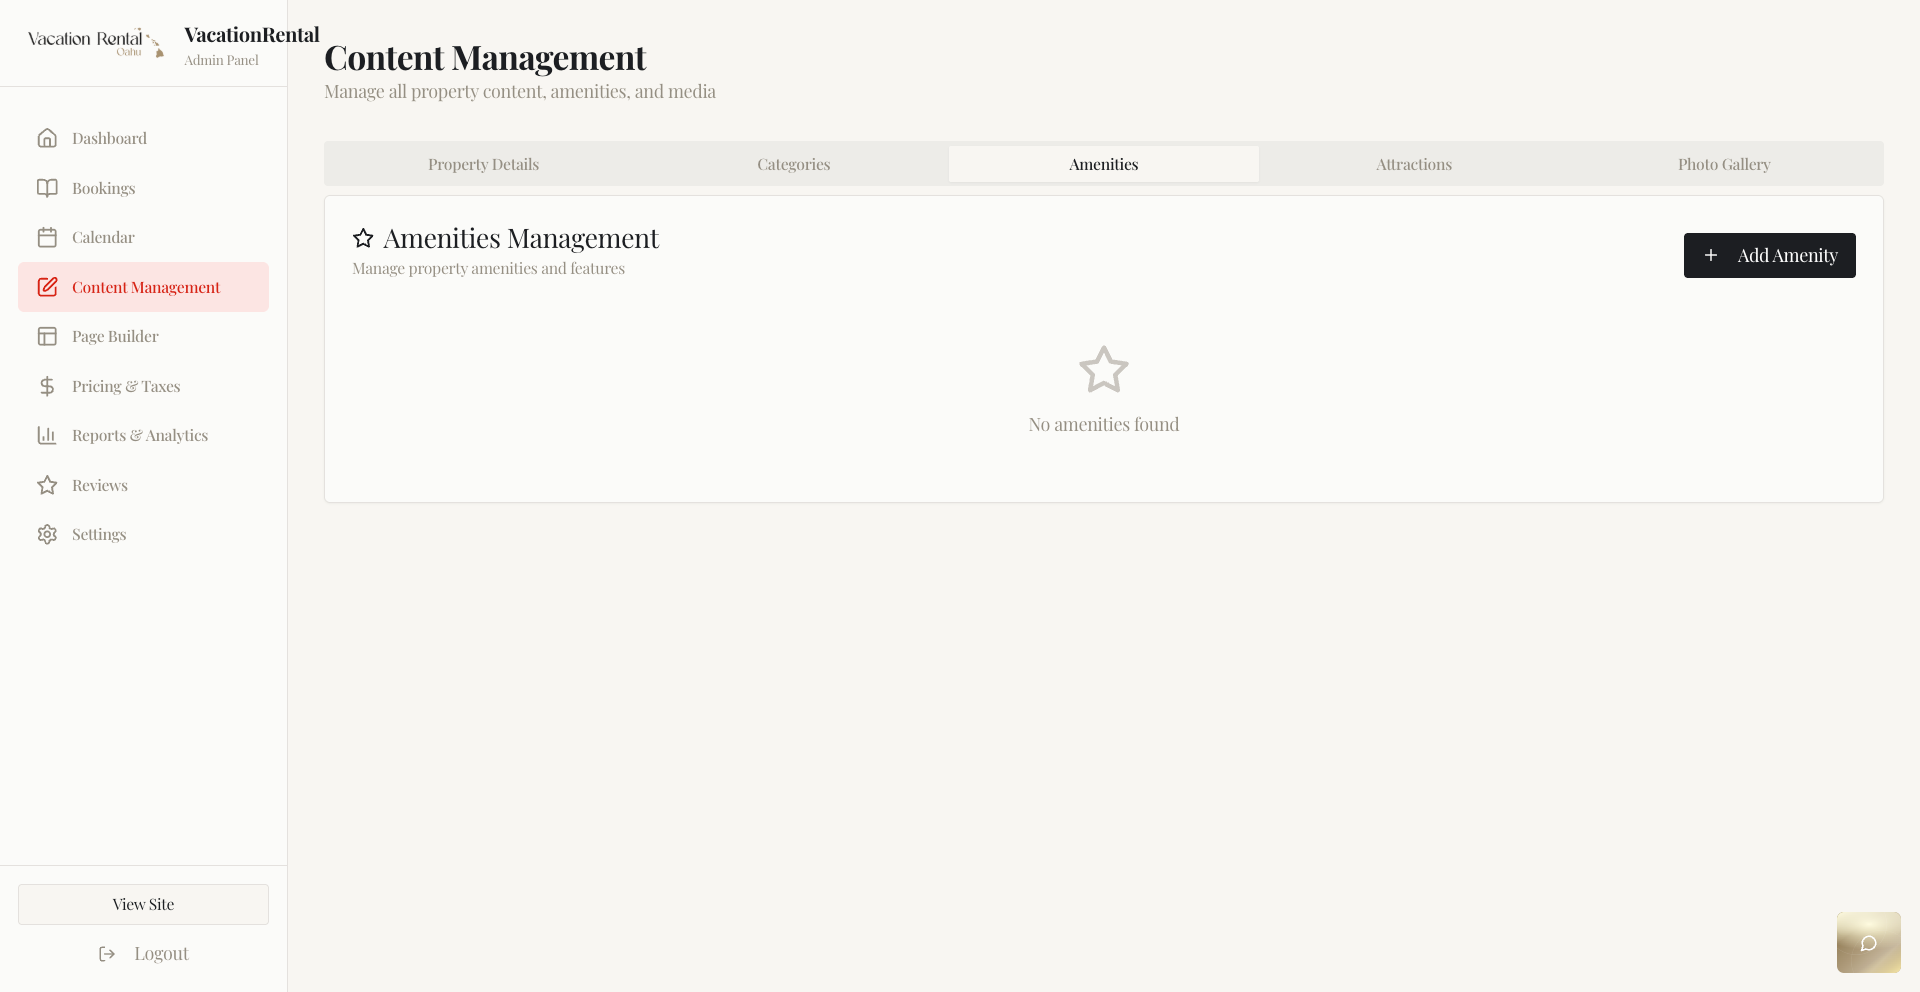 Vacation Rental
Oahu
VacationRental
Admin Panel
Dashboard
Bookings
Calendar
Content Management
Page Builder
Pricing & Taxes
Reports & Analytics
Reviews
Settings
View Site
Logout
Content Management
Manage all property content, amenities, and media
Property Details
Categories
Amenities
Attractions
Photo Gallery
Amenities Management
Manage property amenities and features
Add Amenity
No amenities found